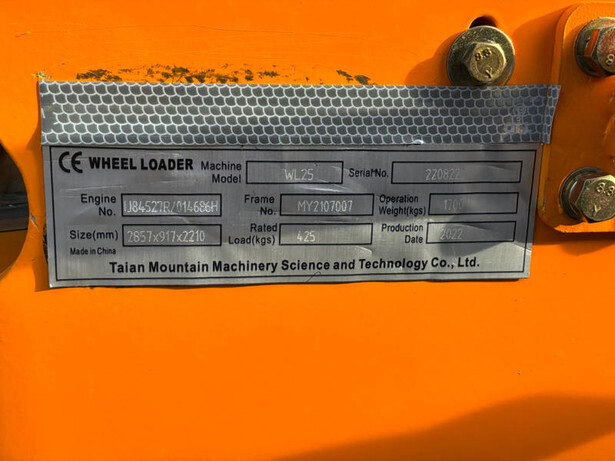 CE WHEEL LOADER Machine Model WL25 Serial No. 220822
Engine No. J84527R/014686H Frame No. MY2107007 Operation Weight(kgs)
Size(mm) 2857x917x2210 Rated Load(kgs) 425 Production Date 2022
Made in China
Taian Mountain Machinery Science and Technology Co., Ltd.